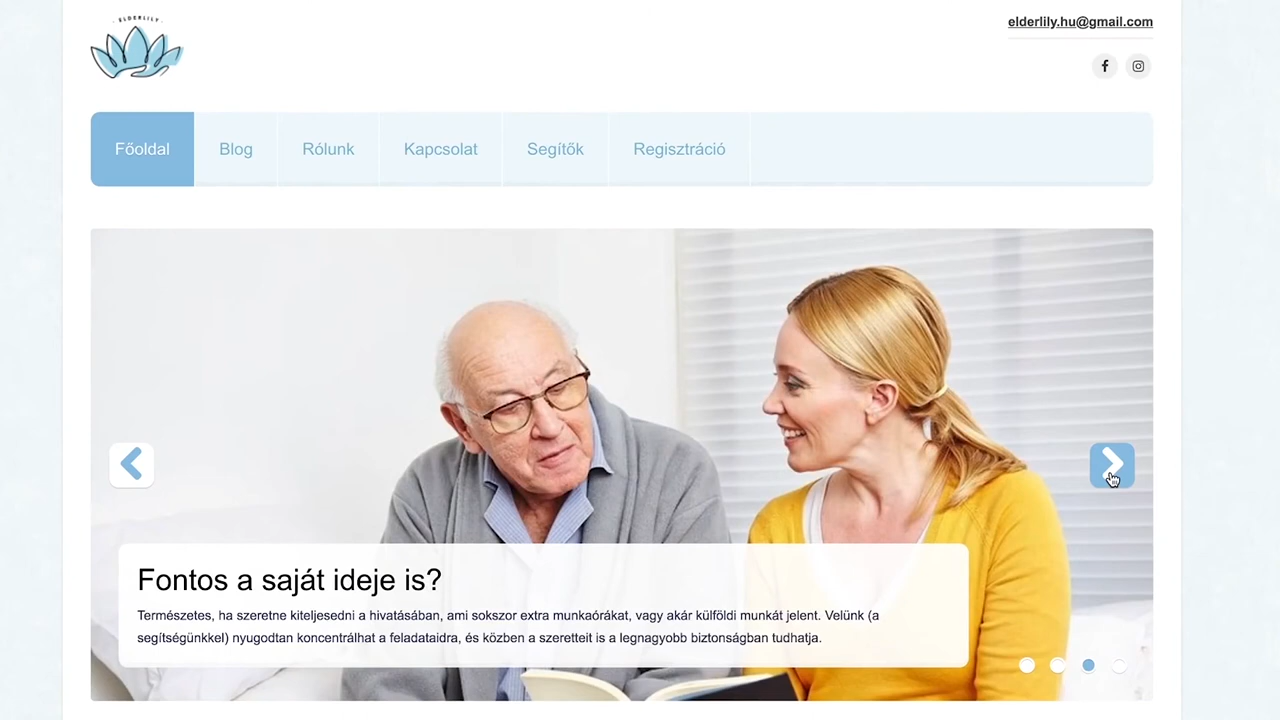 ELDERLILY
elderlily.hu@gmail.com
Főoldal
Blog
Rólunk
Kapcsolat
Segítők
Regisztráció
Fontos a saját ideje is?
Természetes, ha szeretne kiteljesedni a hivatásában, ami sokszor extra munkaórákat, vagy akár külföldi munkát jelent. Velünk (a
segítségünkkel) nyugodtan koncentrálhat a feladataidra, és közben a szeretteit is a legnagyobb biztonságban tudhatja.